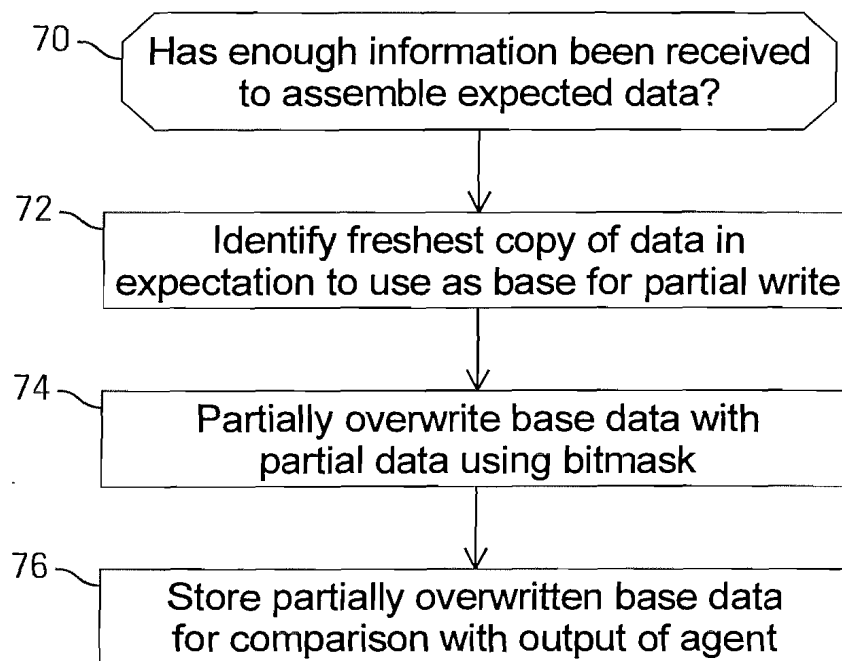 70
Has enough information been received
to assemble expected data?
72
Identify freshest copy of data in
expectation to use as base for partial write
74
Partially overwrite base data with
partial data using bitmask
76
Store partially overwritten base data
for comparison with output of agent